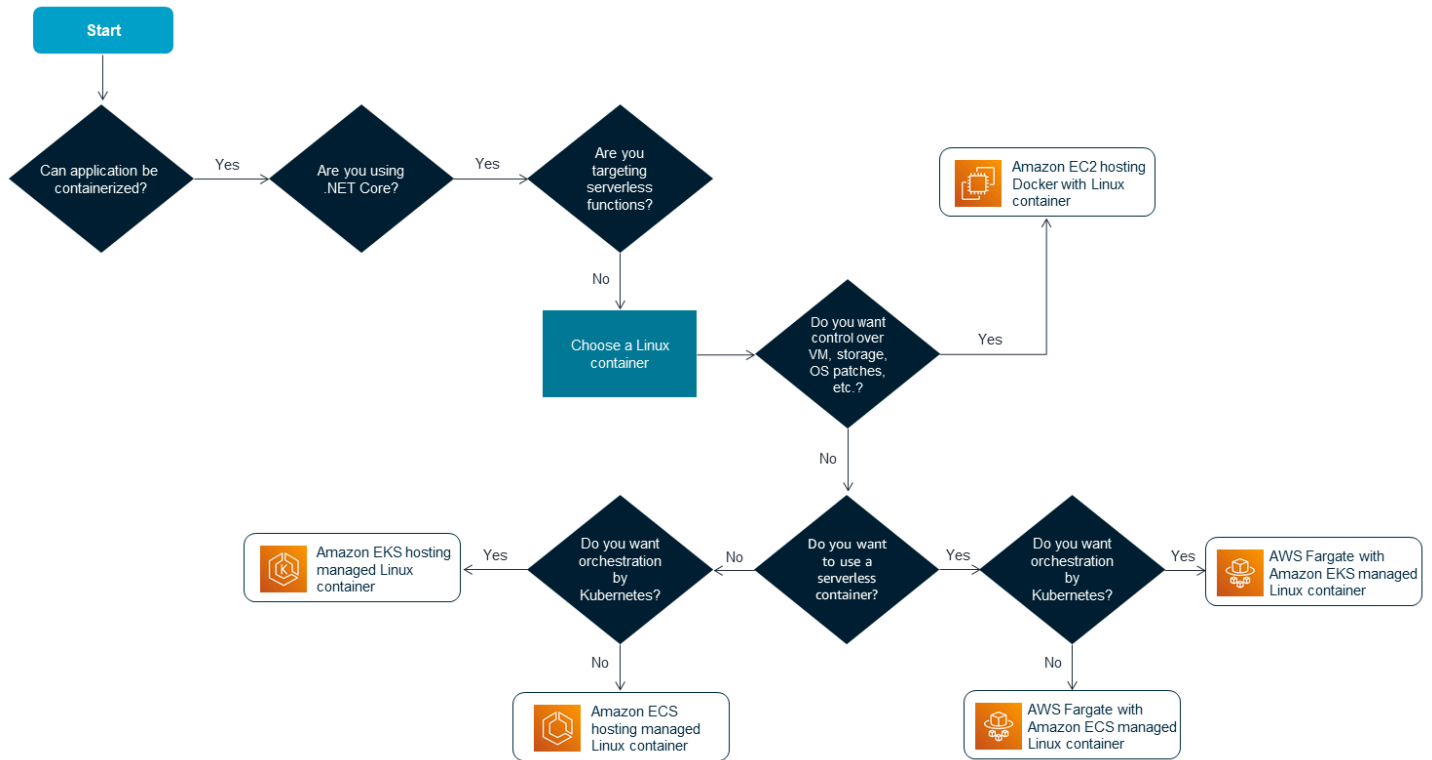 Start
Can application be
containerized?
Yes
Are you using
.NET Core?
Yes
Are you
targeting
serverless
functions?
No
Choose a Linux
container
Do you want
control over
VM, storage,
OS patches,
etc.?
Yes
Amazon EC2 hosting
Docker with Linux
container
No
Do you want
to use a
serverless
container?
No
Do you want
orchestration
by
Kubernetes?
Yes
Amazon EKS hosting
managed Linux
container
K
No
Amazon ECS
hosting managed
Linux container
Yes
Do you want
orchestration
by
Kubernetes?
Yes
AWS Fargate with
Amazon EKS managed
Linux container
No
AWS Fargate with
Amazon ECS managed
Linux container